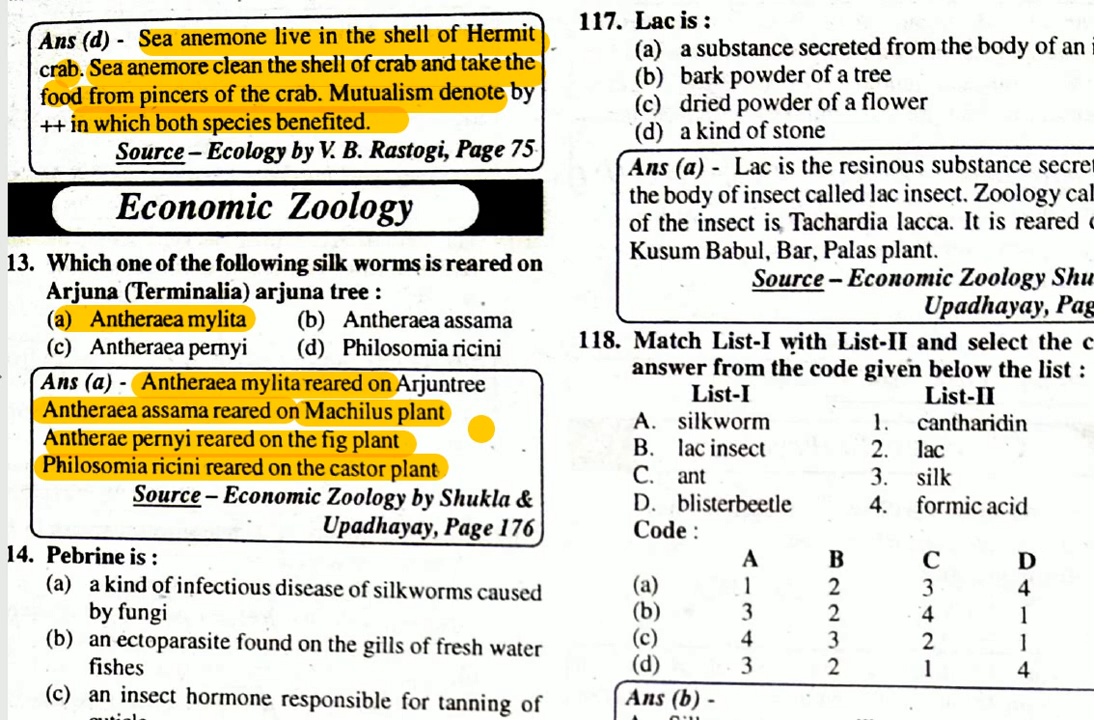 Ans (d) - Sea anemone live in the shell of Hermit
crab. Sea anemore clean the shell of crab and take the
food from pincers of the crab. Mutualism denote by
++ in which both species benefited.
Source – Ecology by V. B. Rastogi, Page 75
Economic Zoology
13. Which one of the following silk worms is reared on
Arjuna (Terminalia) arjuna tree :
(a) Antheraea mylita (b) Antheraea assama
(c) Antheraea pernyi (d) Philosomia ricini
Ans (a) - Antheraea mylita reared on Arjuntree
Antheraea assama reared on Machilus plant
Antherae pernyi reared on the fig plant
Philosomia ricini reared on the castor plant
Source – Economic Zoology by Shukla &
Upadhayay, Page 176
14. Pebrine is :
(a) a kind of infectious disease of silkworms caused
by fungi
(b) an ectoparasite found on the gills of fresh water
fishes
(c) an insect hormone responsible for tanning of
117. Lac is :
(a) a substance secreted from the body of an i
(b) bark powder of a tree
(c) dried powder of a flower
(d) a kind of stone
Ans (a) - Lac is the resinous substance secre
the body of insect called lac insect. Zoology cal
of the insect is Tachardia lacca. It is reared
Kusum Babul, Bar, Palas plant.
Source – Economic Zoology Shu
Upadhayay, Pag
118. Match List-I with List-II and select the c
answer from the code given below the list :
List-I List-II
A. silkworm 1. cantharidin
B. lac insect 2. lac
C. ant 3. silk
D. blisterbeetle 4. formic acid
Code :
A B C D
(a) 1 2 3 4
(b) 3 2 4 1
(c) 4 3 2 1
(d) 3 2 1 4
Ans (b) -